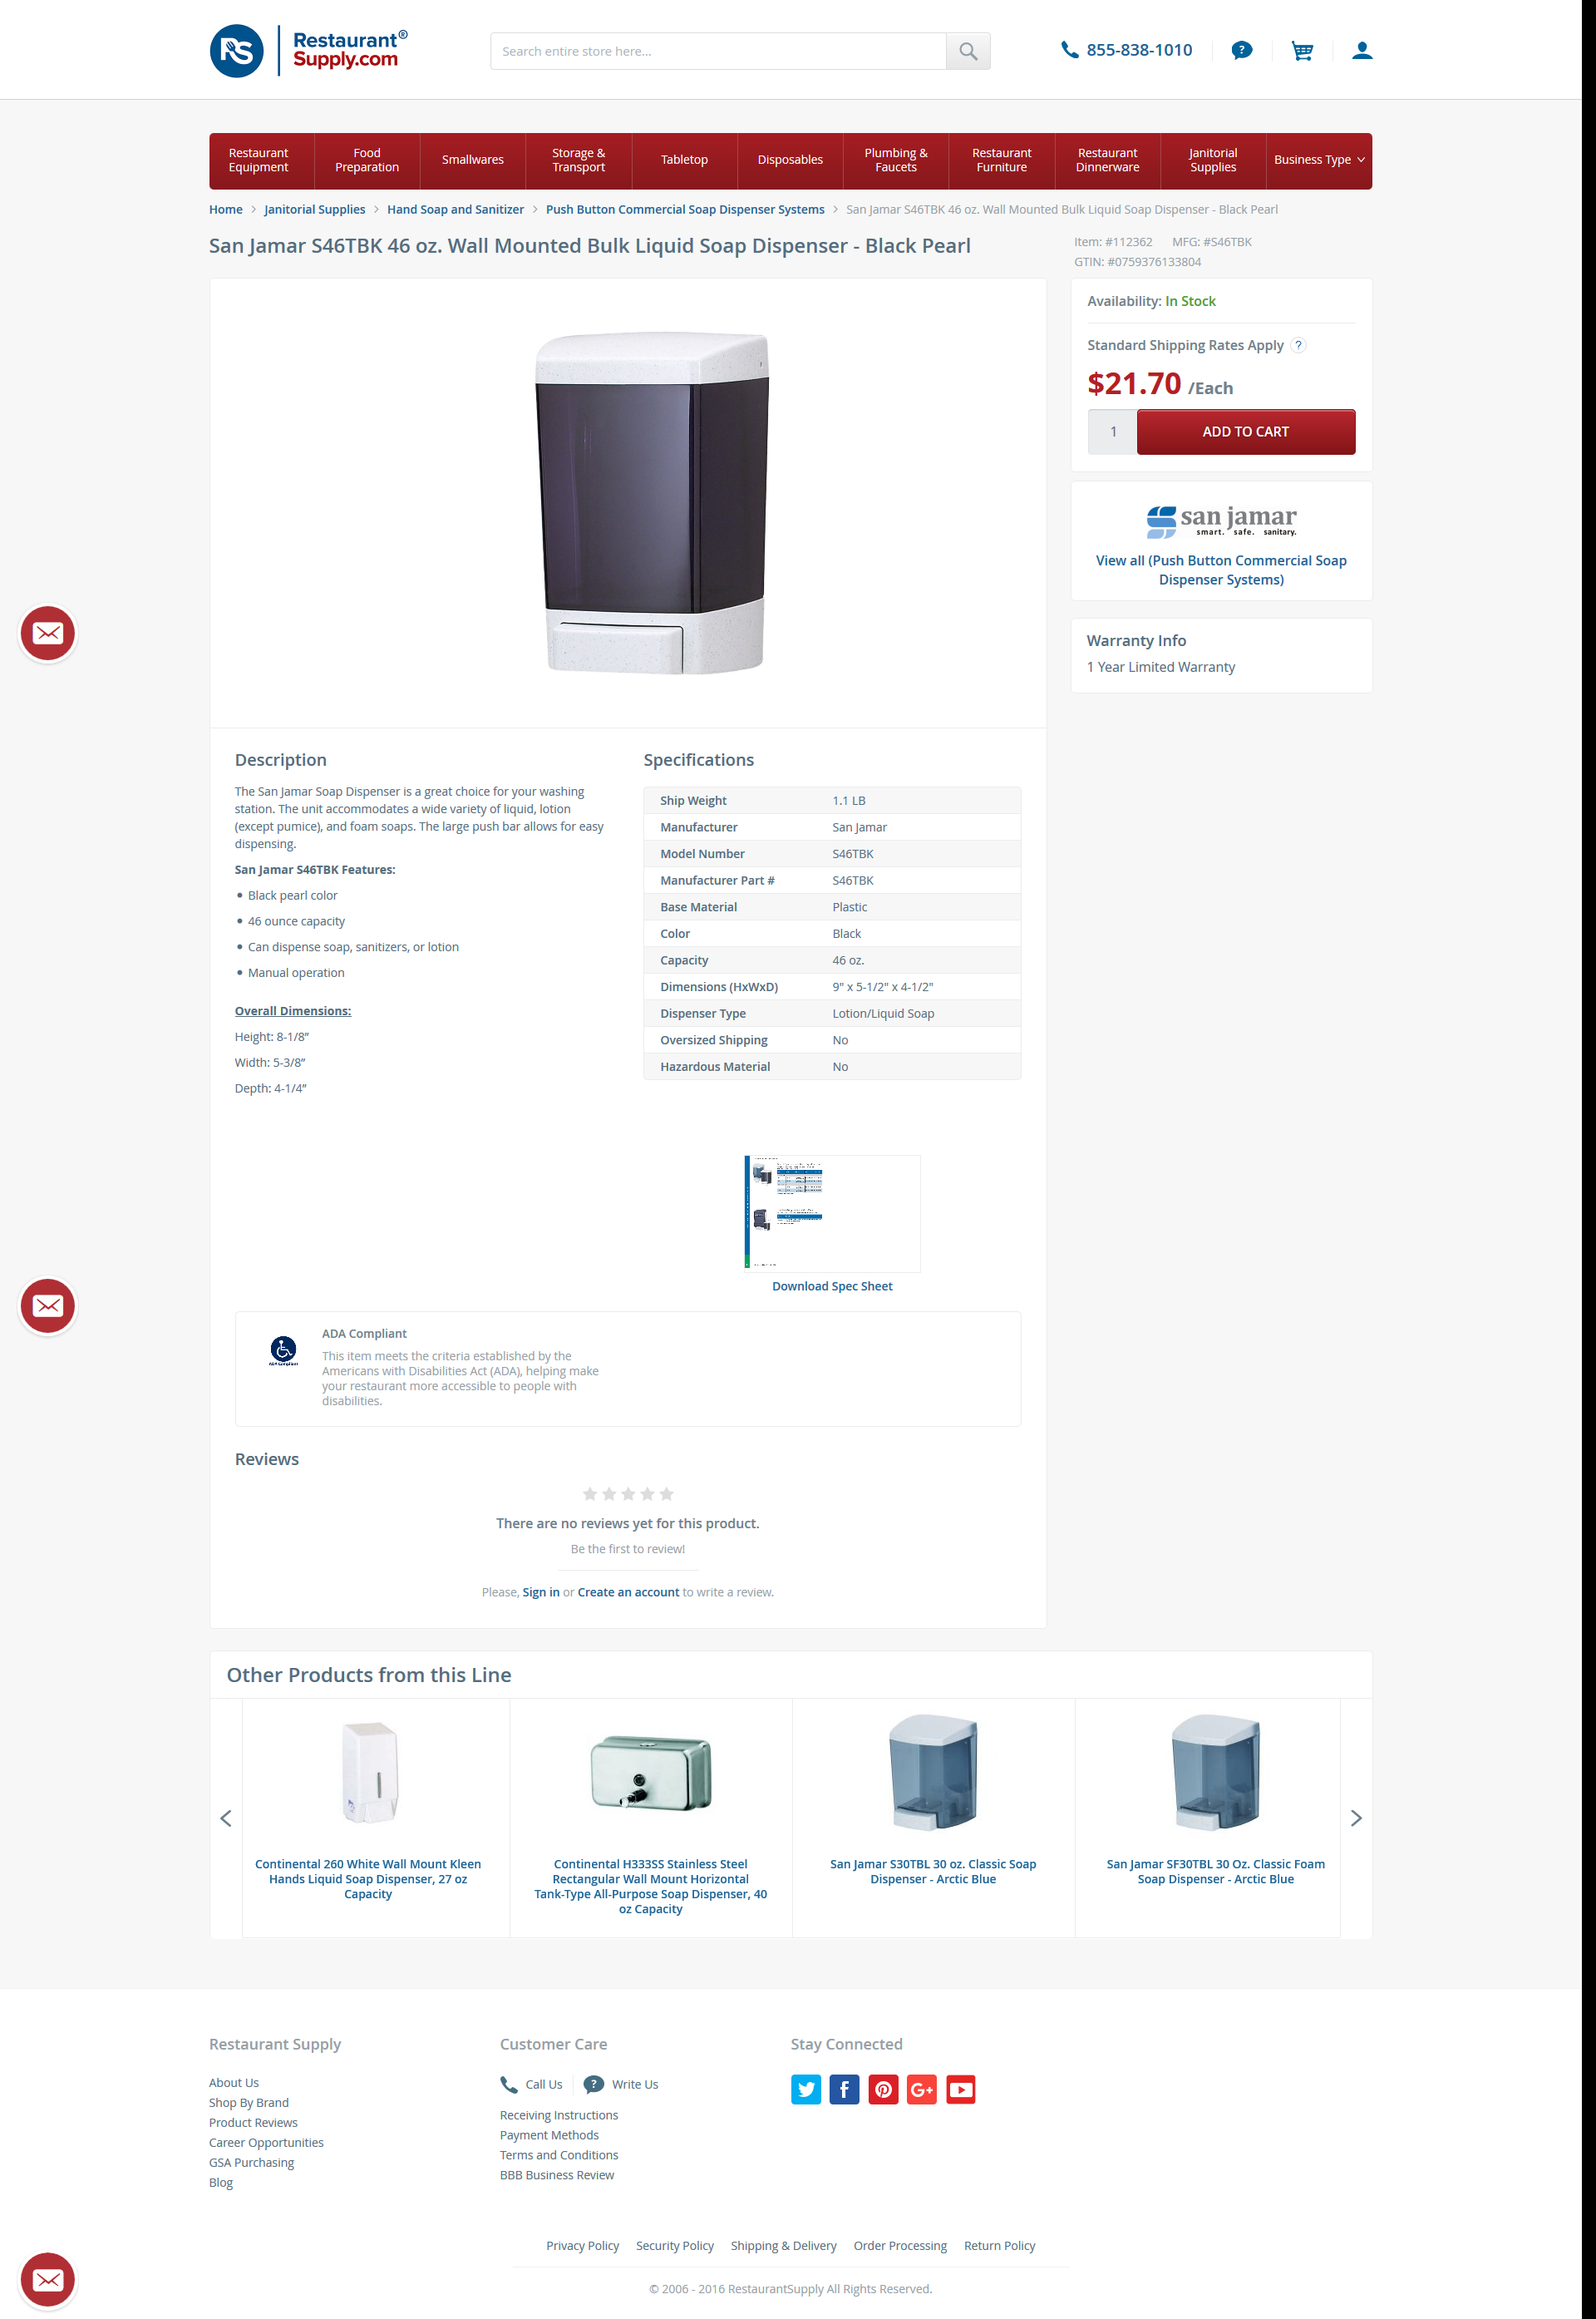 RS
Restaurant®
Supply.com
Search entire store here...
855-838-1010
?
Restaurant Equipment
Food Preparation
Smallwares
Storage & Transport
Tabletop
Disposables
Plumbing & Faucets
Restaurant Furniture
Restaurant Dinnerware
Janitorial Supplies
Business Type
Home > Janitorial Supplies > Hand Soap and Sanitizer > Push Button Commercial Soap Dispenser Systems > San Jamar S46TBK 46 oz. Wall Mounted Bulk Liquid Soap Dispenser - Black Pearl
San Jamar S46TBK 46 oz. Wall Mounted Bulk Liquid Soap Dispenser - Black Pearl
Item: #112362 MFG: #S46TBK
GTIN: #0759376133804
Availability: In Stock
Standard Shipping Rates Apply ?
$21.70 /Each
1 ADD TO CART
san jamar
smart. safe. sanitary.
View all (Push Button Commercial Soap
Dispenser Systems)
Warranty Info
1 Year Limited Warranty
Description
The San Jamar Soap Dispenser is a great choice for your washing
station. The unit accommodates a wide variety of liquid, lotion
(except pumice), and foam soaps. The large push bar allows for easy
dispensing.
San Jamar S46TBK Features:
• Black pearl color
• 46 ounce capacity
• Can dispense soap, sanitizers, or lotion
• Manual operation
Overall Dimensions:
Height: 8-1/8”
Width: 5-3/8”
Depth: 4-1/4”
Specifications
Ship Weight 1.1 LB
Manufacturer San Jamar
Model Number S46TBK
Manufacturer Part # S46TBK
Base Material Plastic
Color Black
Capacity 46 oz.
Dimensions (HxWxD) 9" x 5-1/2" x 4-1/2"
Dispenser Type Lotion/Liquid Soap
Oversized Shipping No
Hazardous Material No
Download Spec Sheet
ADA Compliant
ADA Compliant
This item meets the criteria established by the
Americans with Disabilities Act (ADA), helping make
your restaurant more accessible to people with
disabilities.
Reviews
There are no reviews yet for this product.
Be the first to review!
Please, Sign in or Create an account to write a review.
Other Products from this Line
Continental 260 White Wall Mount Kleen
Hands Liquid Soap Dispenser, 27 oz
Capacity
Continental H333SS Stainless Steel
Rectangular Wall Mount Horizontal
Tank-Type All-Purpose Soap Dispenser, 40
oz Capacity
San Jamar S30TBL 30 oz. Classic Soap
Dispenser - Arctic Blue
San Jamar SF30TBL 30 Oz. Classic Foam
Soap Dispenser - Arctic Blue
Restaurant Supply
About Us
Shop By Brand
Product Reviews
Career Opportunities
GSA Purchasing
Blog
Customer Care
Call Us ? Write Us
Receiving Instructions
Payment Methods
Terms and Conditions
BBB Business Review
Stay Connected
f G+
Privacy Policy Security Policy Shipping & Delivery Order Processing Return Policy
© 2006 - 2016 RestaurantSupply All Rights Reserved.